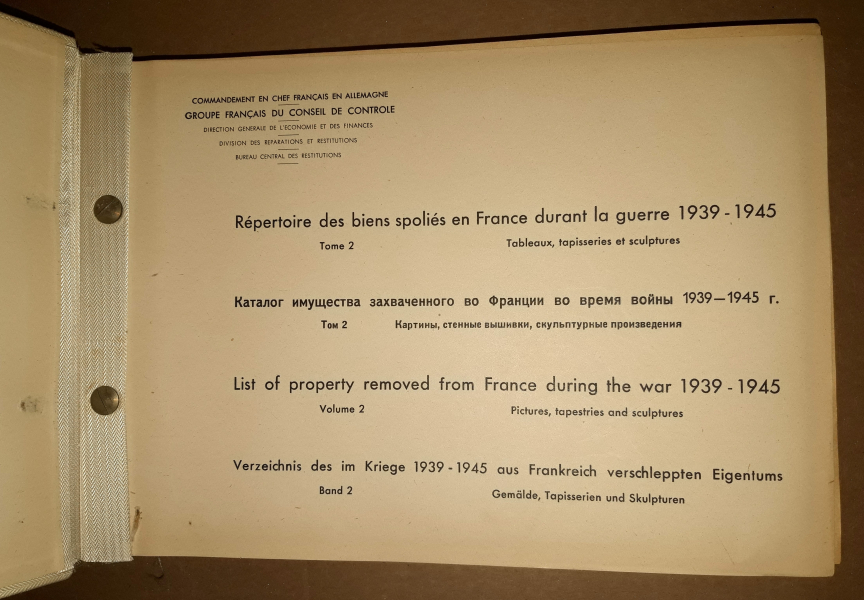 COMMANDEMENT EN CHEF FRANÇAIS EN ALLEMAGNE
GROUPE FRANÇAIS DU CONSEIL DE CONTROLE
DIRECTION GENERALE DE L'ECONOMIE ET DES FINANCES
DIVISION DES REPARATIONS ET RESTITUTIONS
BUREAU CENTRAL DES RESTITUTIONS
Répertoire des biens spoliés en France durant la guerre 1939 - 1945
Tome 2 Tableaux, tapisseries et sculptures
Каталог имущества захваченного во Франции во время войны 1939—1945 г.
Том 2 Картины, стенные вышивки, скульптурные произведения
List of property removed from France during the war 1939 - 1945
Volume 2 Pictures, tapestries and sculptures
Verzeichnis des im Kriege 1939 - 1945 aus Frankreich verschleppten Eigentums
Band 2 Gemälde, Tapisserien und Skulpturen